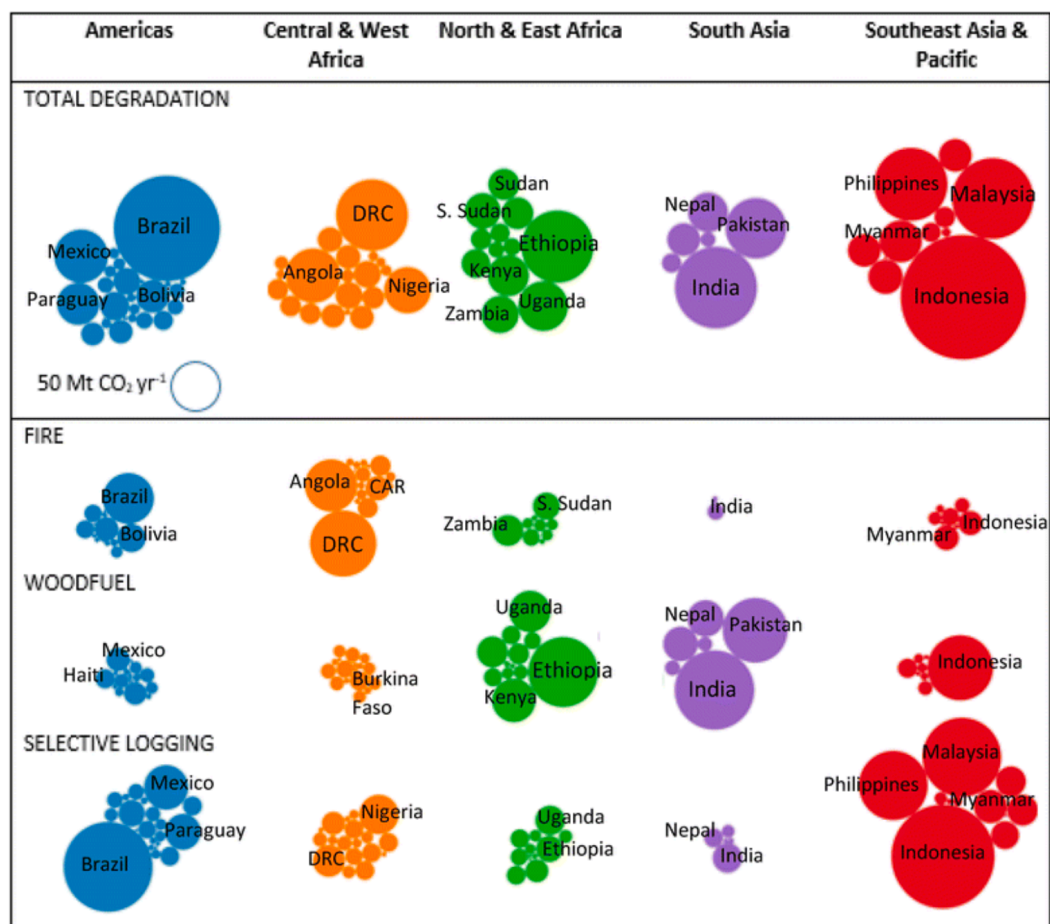 Americas
Central & West
Africa
North & East Africa
South Asia
Southeast Asia &
Pacific
TOTAL DEGRADATION
Brazil
Mexico
Paraguay
Bolivia
DRC
Angola
Nigeria
Sudan
S. Sudan
Ethiopia
Kenya
Zambia
Uganda
Nepal
Pakistan
India
Philippines
Malaysia
Myanmar
Indonesia
50 Mt CO₂ yr⁻¹
FIRE
Brazil
Bolivia
Angola
CAR
DRC
S. Sudan
Zambia
India
Indonesia
Myanmar
WOODFUEL
Mexico
Haiti
Burkina
Faso
Uganda
Ethiopia
Kenya
Nepal
Pakistan
India
Indonesia
SELECTIVE LOGGING
Mexico
Paraguay
Brazil
Nigeria
DRC
Uganda
Ethiopia
Nepal
India
Malaysia
Philippines
Myanmar
Indonesia